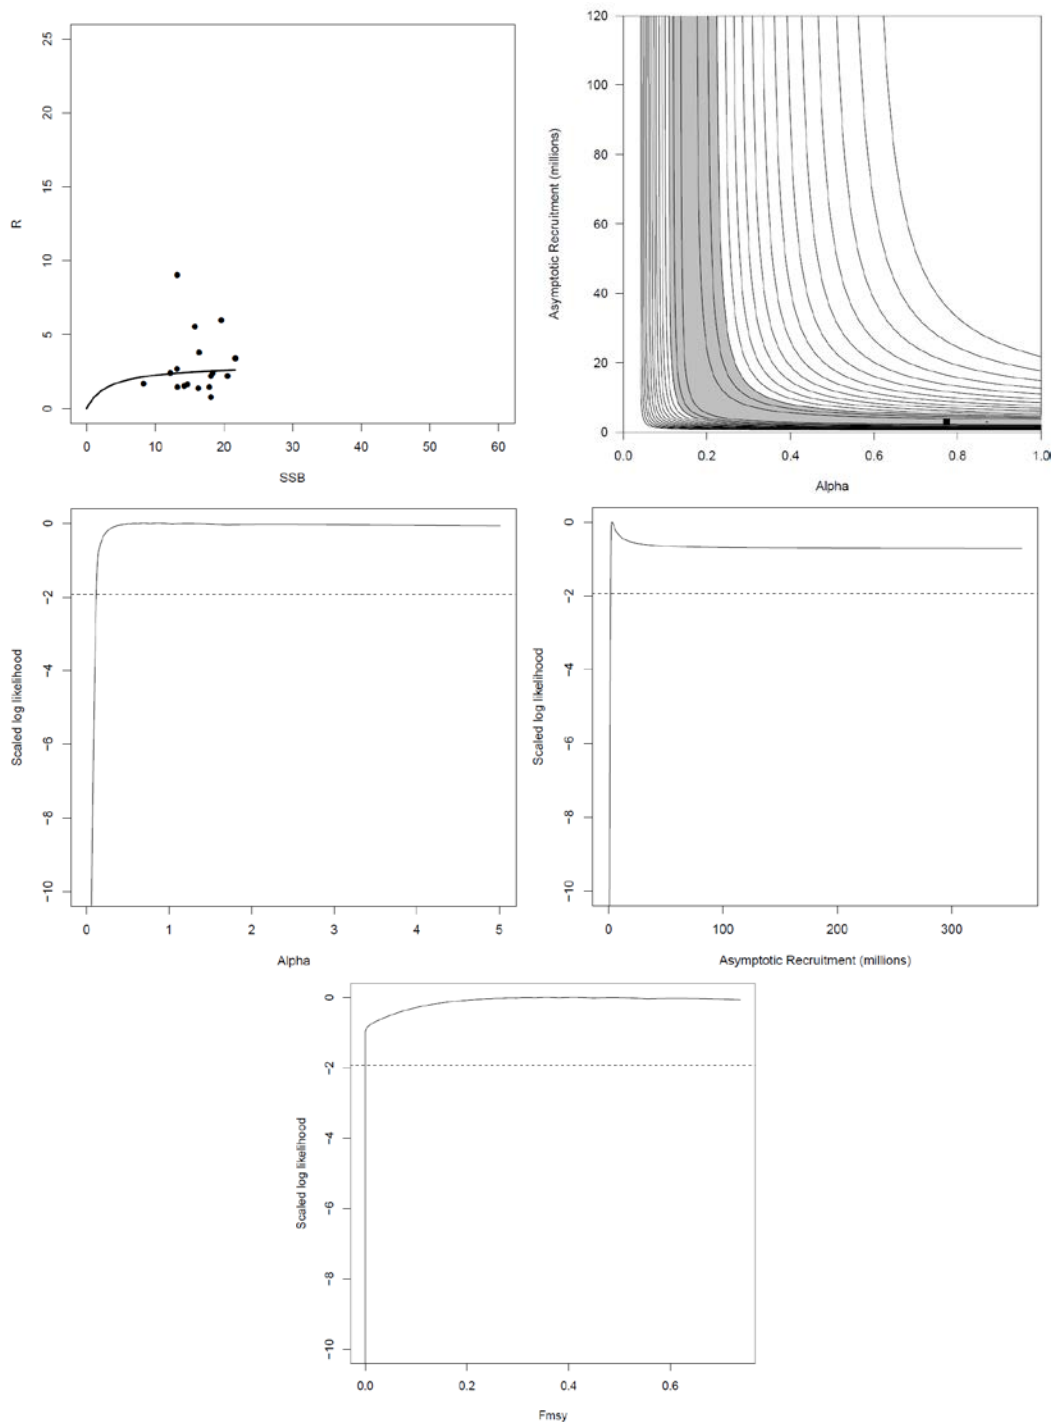 25
20
15
10
5
0
R
0 10 20 30 40 50 60
SSB
120
100
80
60
40
20
0
Asymptotic Recruitment (millions)
0.0 0.2 0.4 0.6 0.8 1.0
Alpha
0
-2
-4
-6
-8
-10
Scaled log likelihood
0 1 2 3 4 5
Alpha
0
-2
-4
-6
-8
-10
Scaled log likelihood
0 100 200 300
Asymptotic Recruitment (millions)
0
-2
-4
-6
-8
-10
Scaled log likelihood
0.0 0.2 0.4 0.6
Fmsy